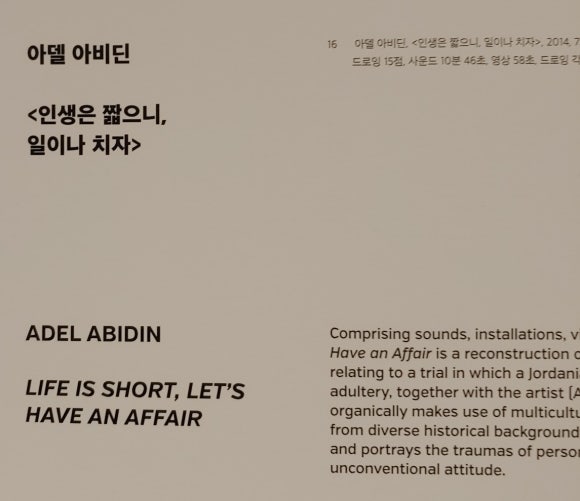 아델 아비딘
<인생은 짧으니,
일이나 치자>
16 아델 아비딘, <인생은 짧으니, 일이나 치자>, 2014, 7
드로잉 15점, 사운드 10분 46초, 영상 58초, 드로잉 각
ADEL ABIDIN
LIFE IS SHORT, LET'S
HAVE AN AFFAIR
Comprising sounds, installations, v
Have an Affair is a reconstruction
relating to a trial in which a Jordani
adultery, together with the artist [A
organically makes use of multicultu
from diverse historical background
and portrays the traumas of person
unconventional attitude.